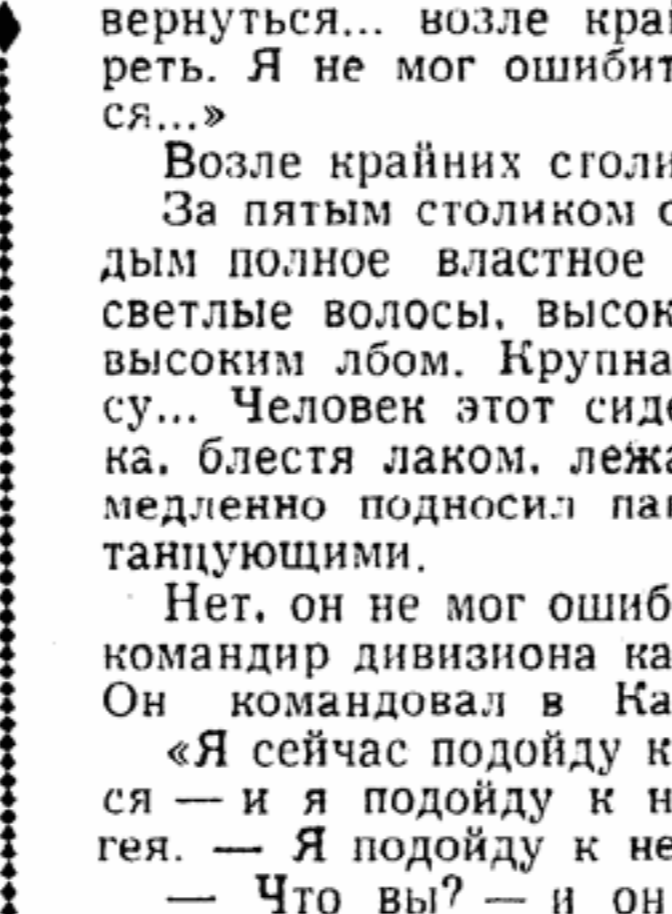 вернуться... возле край
реть. Я не мог ошибит
ся...»
Возле крайних столи
За пятым столиком с
дым полное властное
светлые волосы, высок
высоким лбом. Крупна
су... Человек этот сиде
ка, блестя лаком, лежа
медленно подносил пап
танцующими.
Нет, он не мог ошиб
командир дивизиона ка
Он командовал в Ка
«Я сейчас подойду к
ся — и я подойду к н
гея. — Я подойду к не
— Что вы? — и он